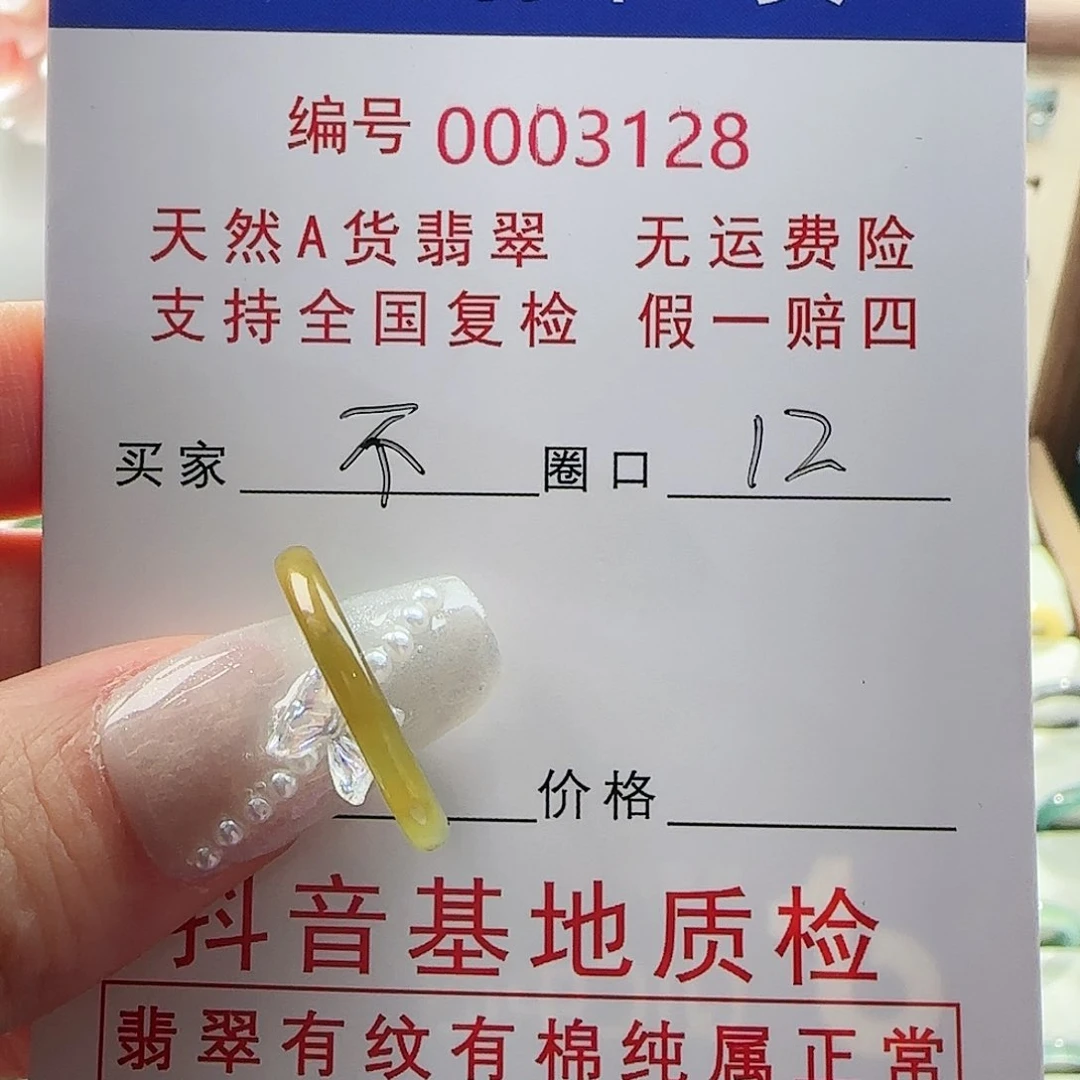 编号 0003128
天然A货翡翠 无运费险
支持全国复检 假一赔四
买家 不 圈口 12
价格
抖音基地质检
翡翠有纹有棉纯属正常